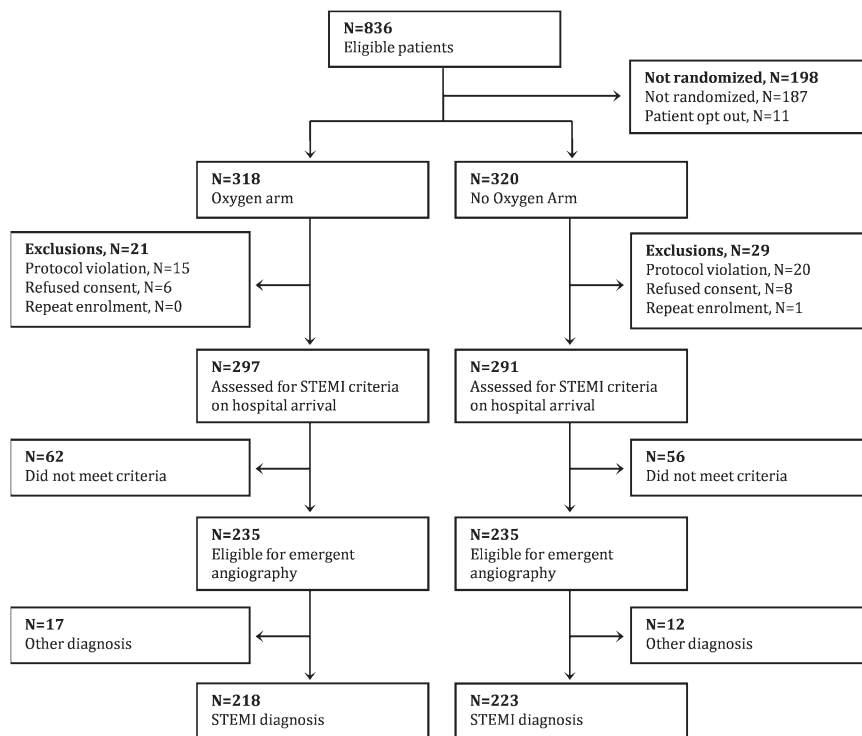 N=836
Eligible patients
Not randomized, N=198
Not randomized, N=187
Patient opt out, N=11
N=318
Oxygen arm
N=320
No Oxygen Arm
Exclusions, N=21
Protocol violation, N=15
Refused consent, N=6
Repeat enrolment, N=0
Exclusions, N=29
Protocol violation, N=20
Refused consent, N=8
Repeat enrolment, N=1
N=297
Assessed for STEMI criteria
on hospital arrival
N=291
Assessed for STEMI criteria
on hospital arrival
N=62
Did not meet criteria
N=56
Did not meet criteria
N=235
Eligible for emergent
angiography
N=235
Eligible for emergent
angiography
N=17
Other diagnosis
N=12
Other diagnosis
N=218
STEMI diagnosis
N=223
STEMI diagnosis